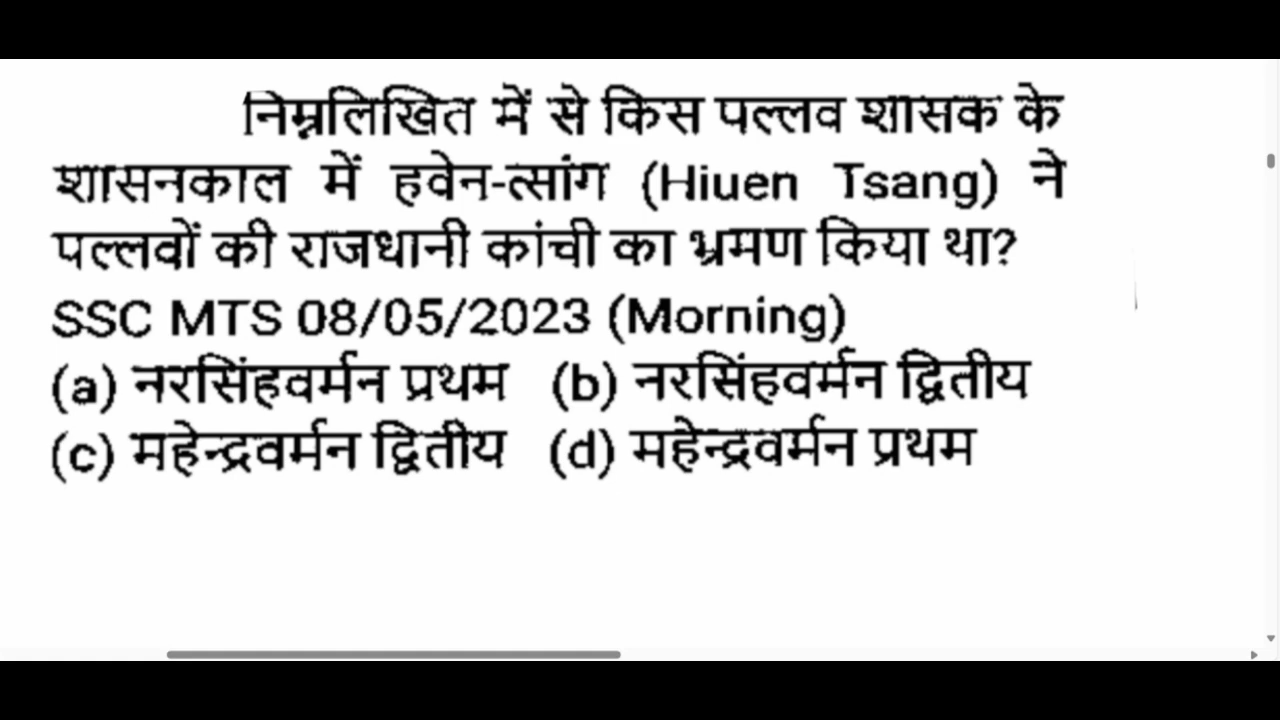 निम्नलिखित में से किस पल्लव शासक के
शासनकाल में हवेन-त्सांग (Hiuen Tsang) ने
पल्लवों की राजधानी कांची का भ्रमण किया था?
SSC MTS 08/05/2023 (Morning)
(a) नरसिंहवर्मन प्रथम (b) नरसिंहवर्मन द्वितीय
(c) महेन्द्रवर्मन द्वितीय (d) महेन्द्रवर्मन प्रथम